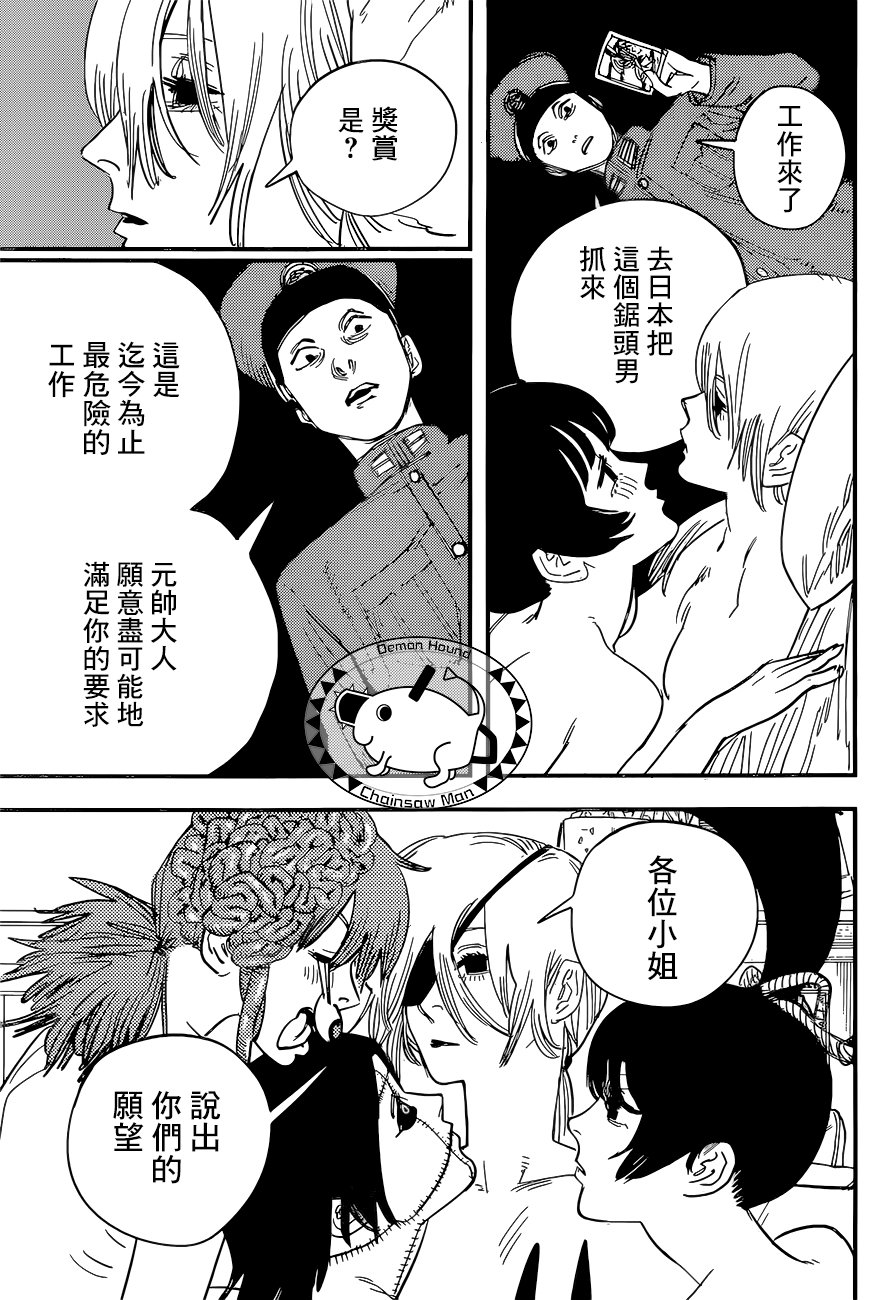 工作來了
去日本把
這個鋸頭男
抓來
獎賞
是?
這是
迄今為止
最危險的
工作
元帥大人
願意盡可能地
滿足你的要求
Demon Hound
Chainsaw Man
各位小姐
說出
你們的
願望